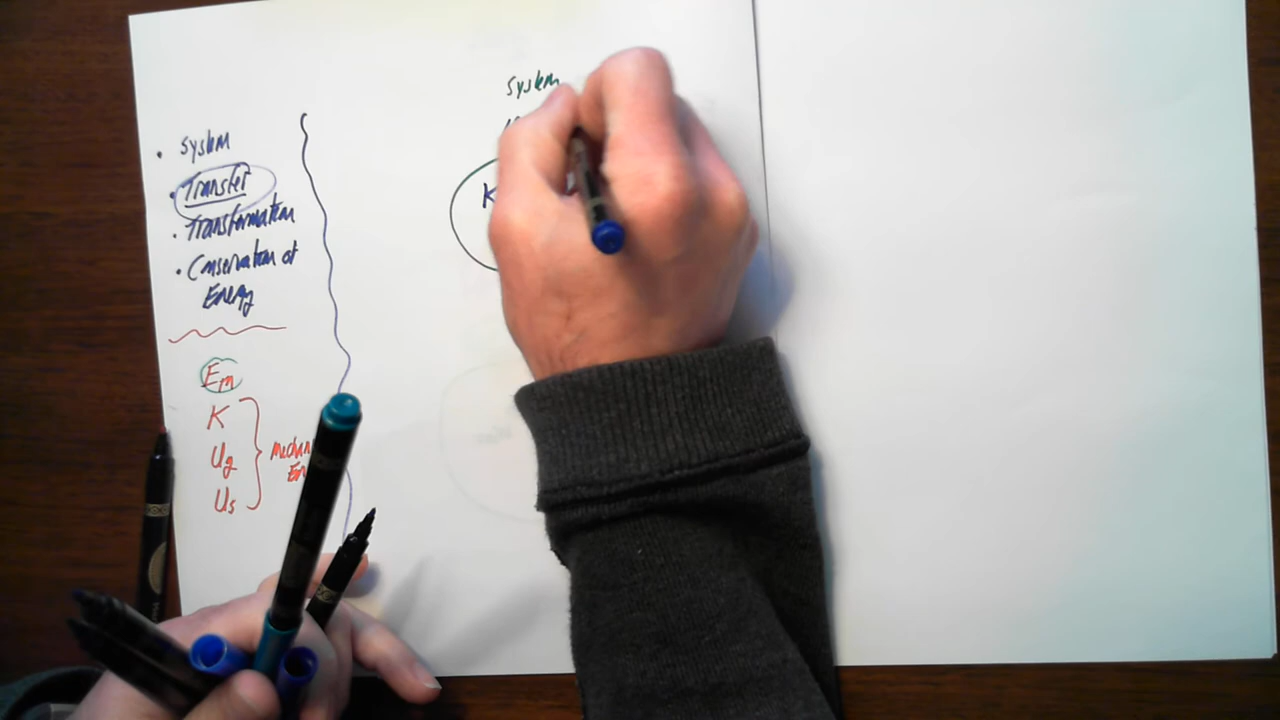 • System
• Transfer
• Transformation
• Conservation of
Energy
Em
K
Ug
Us
System
K